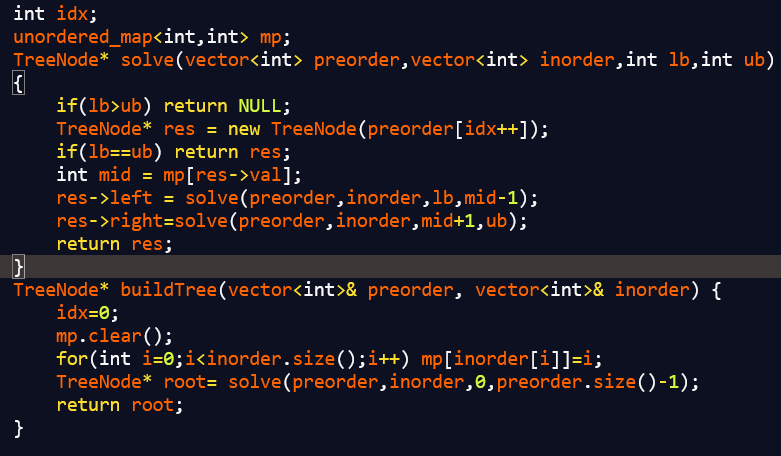 int idx;
unordered_map<int,int> mp;
TreeNode* solve(vector<int> preorder,vector<int> inorder,int lb,int ub)
{
    if(lb>ub) return NULL;
    TreeNode* res = new TreeNode(preorder[idx++]);
    if(lb==ub) return res;
    int mid = mp[res->val];
    res->left = solve(preorder,inorder,lb,mid-1);
    res->right=solve(preorder,inorder,mid+1,ub);
    return res;
}
TreeNode* buildTree(vector<int>& preorder, vector<int>& inorder) {
    idx=0;
    mp.clear();
    for(int i=0;i<inorder.size();i++) mp[inorder[i]]=i;
    TreeNode* root= solve(preorder,inorder,0,preorder.size()-1);
    return root;
}